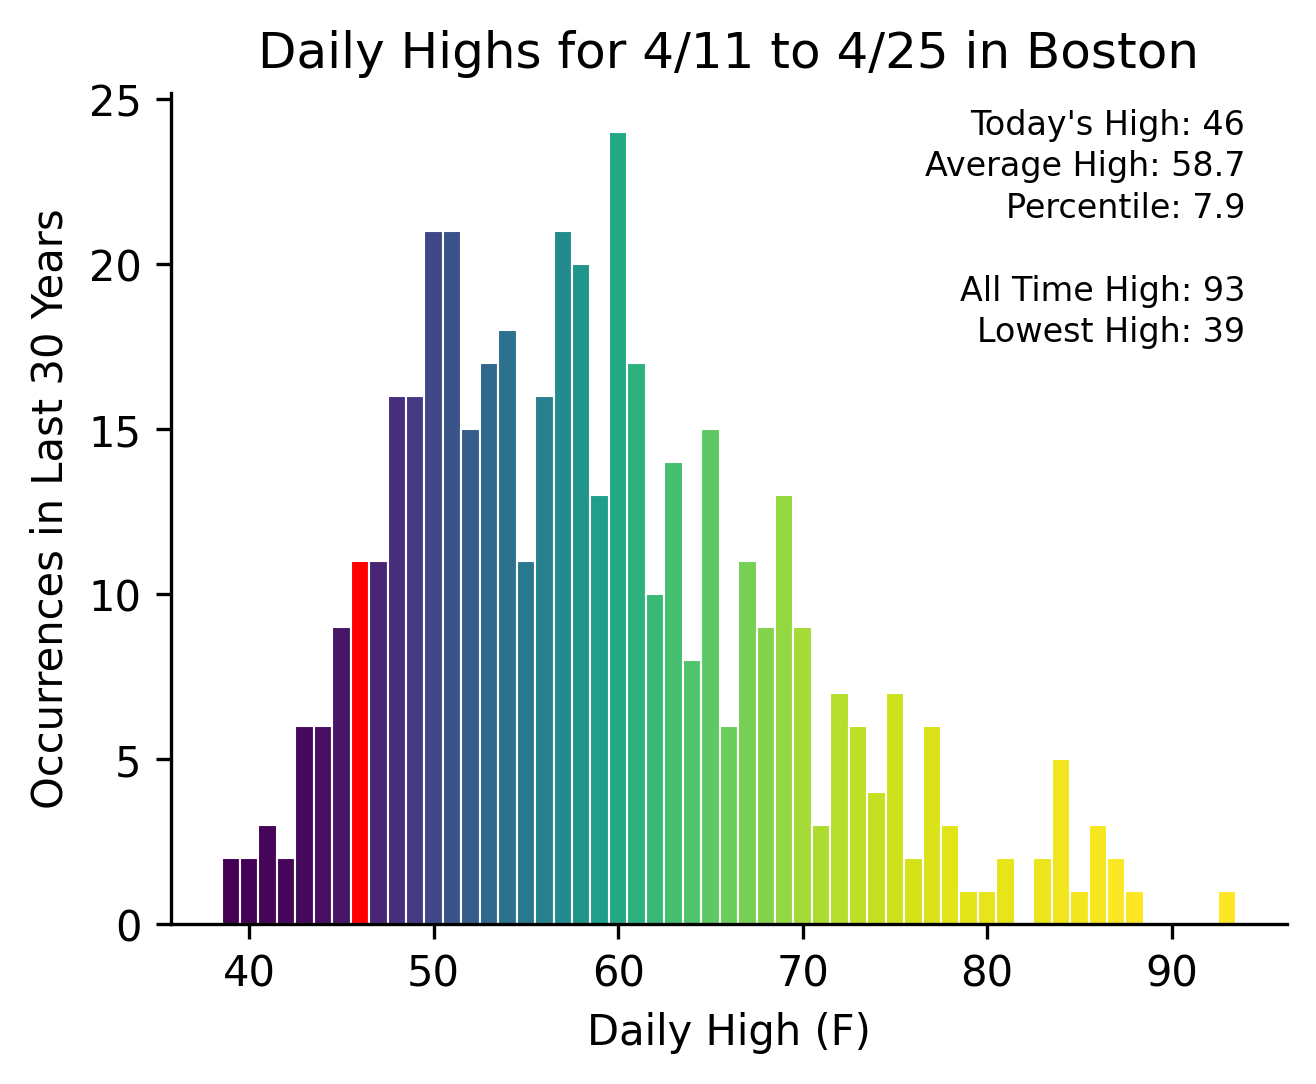 Daily Highs for 4/11 to 4/25 in Boston
Today's High: 46
Average High: 58.7
Percentile: 7.9
All Time High: 93
Lowest High: 39
Occurrences in Last 30 Years
25
20
15
10
5
0
40 50 60 70 80 90
Daily High (F)